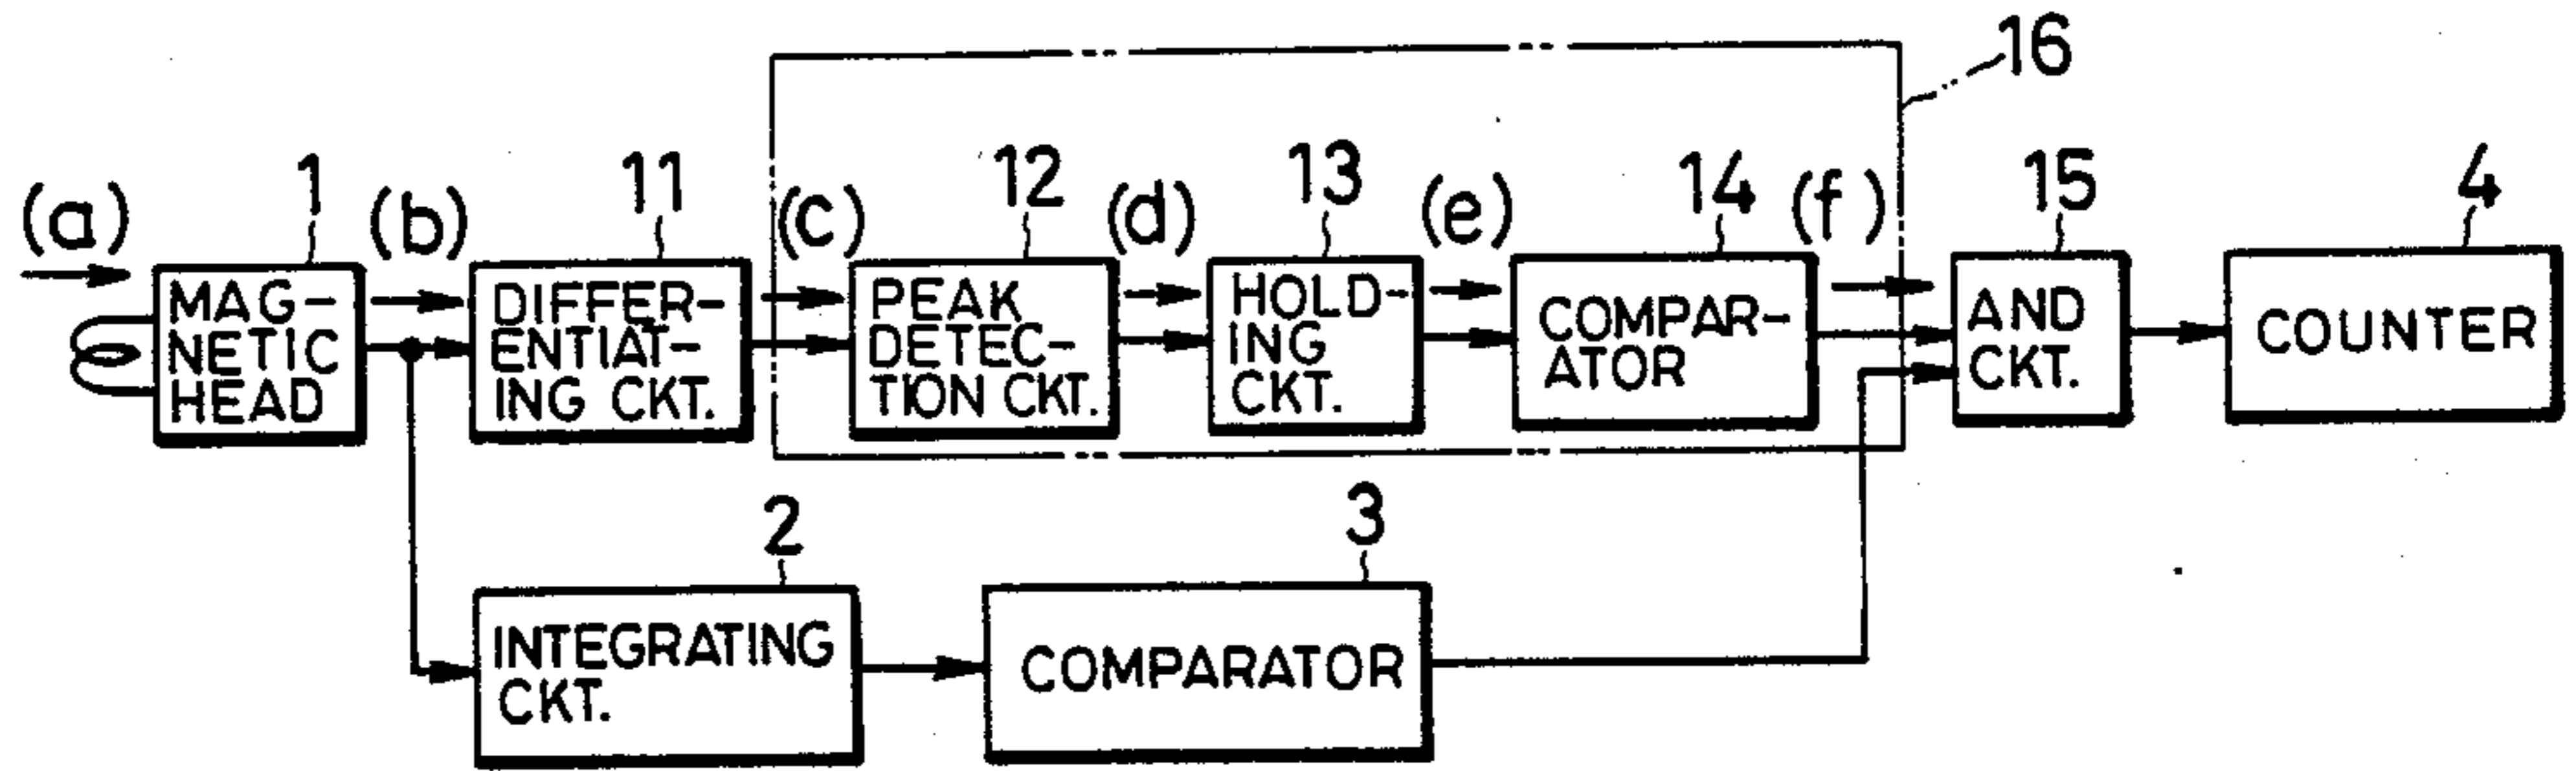 16
(a)
1
(b)
11
(c)
12
(d)
13
(e)
14
(f)
15
4
MAG-
NETIC
HEAD
DIFFER-
ENTIAT-
ING CKT.
PEAK
DETEC-
TION CKT.
HOLD-
ING
CKT.
COMPAR-
ATOR
AND
CKT.
COUNTER
2
3
INTEGRATING
CKT.
COMPARATOR